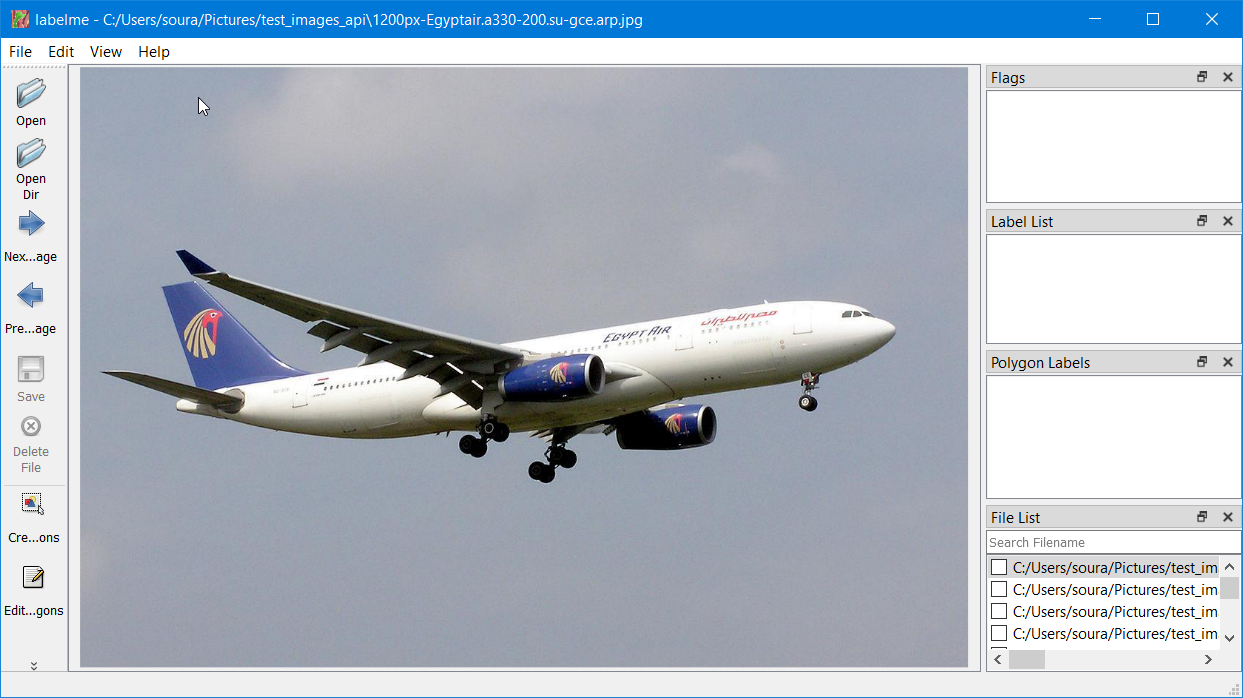 labelme - C:/Users/soura/Pictures/test_images_api\1200px-Egyptair.a330-200.su-gce.arp.jpg
File Edit View Help
Open
Open
Dir
Nex...age
Pre...age
Save
Delete
File
Cre...ons
Edit...gons
EGYPT AIR
مصر للطيران
Flags
Label List
Polygon Labels
File List
Search Filename
C:/Users/soura/Pictures/test_im
C:/Users/soura/Pictures/test_im
C:/Users/soura/Pictures/test_im
C:/Users/soura/Pictures/test_im